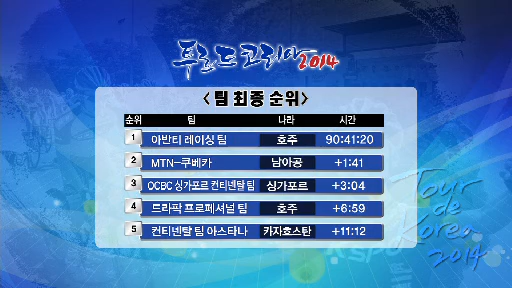 투르드코리아 2014
<팀 최종 순위>
순위 팀 나라 시간
1 아반티 레이싱 팀 호주 90:41:20
2 MTN-쿠베카 남아공 +1:41
3 OCBC 싱가포르 컨티넨탈 팀 싱가포르 +3:04
4 드라팍 프로페셔널 팀 호주 +6:59
5 컨티넨탈 팀 아스타나 카자흐스탄 +11:12
Tour
de
Korea
2014